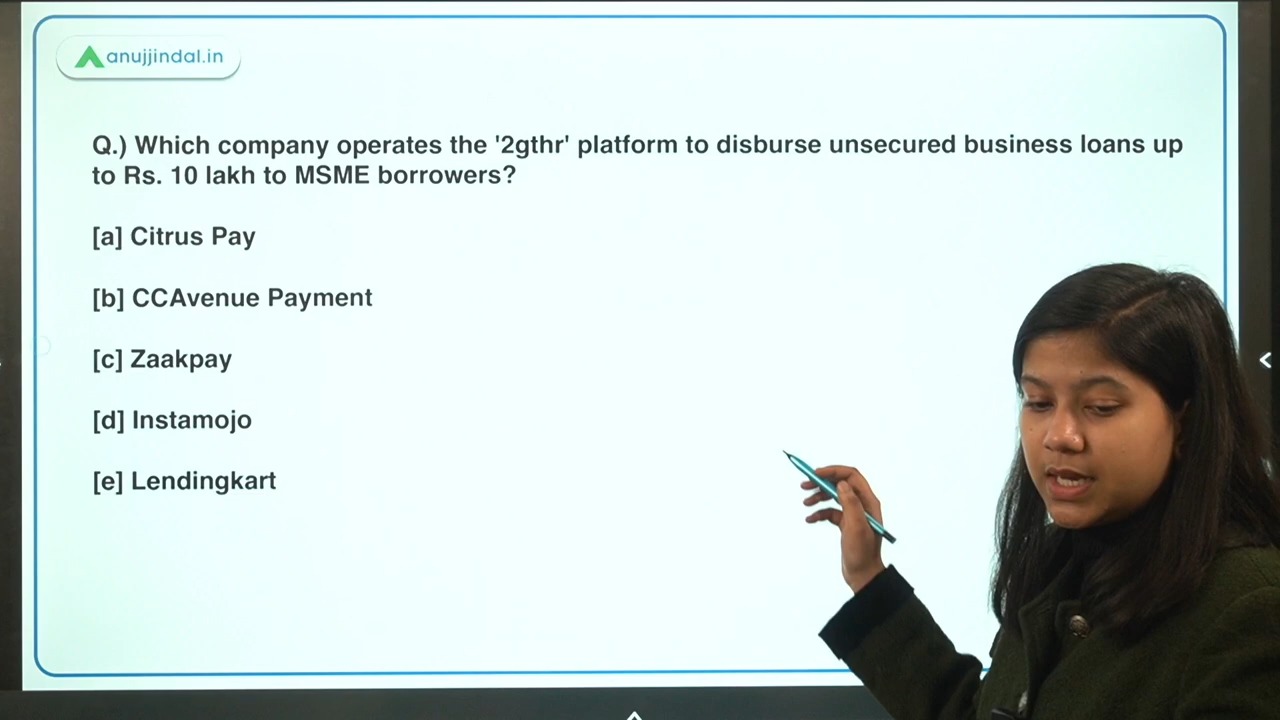 anujjindal.in
Q.) Which company operates the '2gthr' platform to disburse unsecured business loans up
to Rs. 10 lakh to MSME borrowers?
[a] Citrus Pay
[b] CCAvenue Payment
[c] Zaakpay
[d] Instamojo
[e] Lendingkart